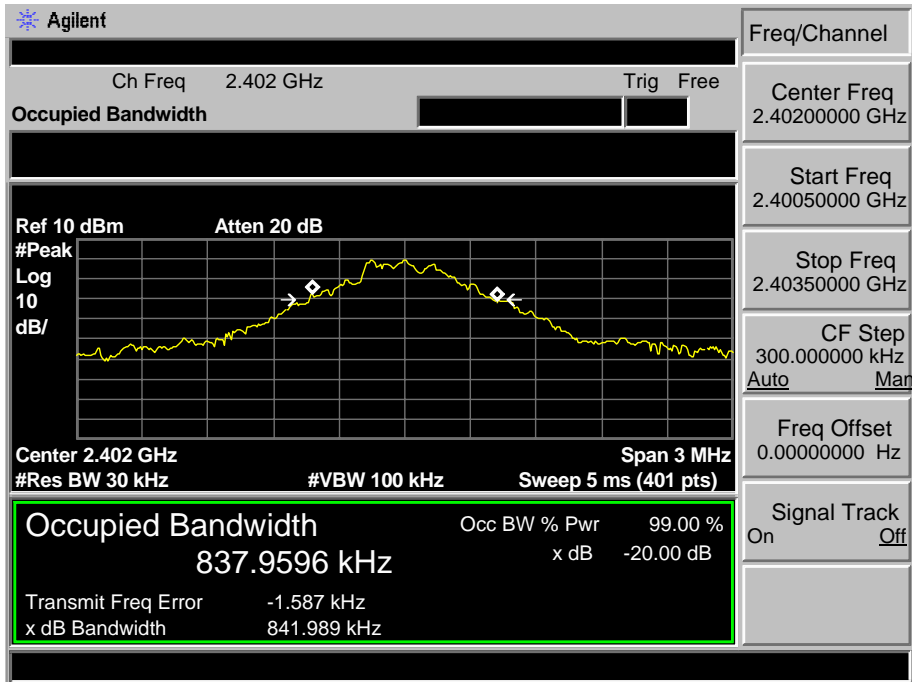 Agilent
Freq/Channel
Ch Freq 2.402 GHz Trig Free
Occupied Bandwidth
Center Freq
2.40200000 GHz
Start Freq
2.40050000 GHz
Stop Freq
2.40350000 GHz
CF Step
300.000000 kHz
Auto Man
Freq Offset
0.00000000 Hz
Signal Track
On Off
Ref 10 dBm Atten 20 dB
#Peak
Log
10
dB/
Center 2.402 GHz Span 3 MHz
#Res BW 30 kHz #VBW 100 kHz Sweep 5 ms (401 pts)
Occupied Bandwidth Occ BW % Pwr 99.00 %
837.9596 kHz x dB -20.00 dB
Transmit Freq Error -1.587 kHz
x dB Bandwidth 841.989 kHz